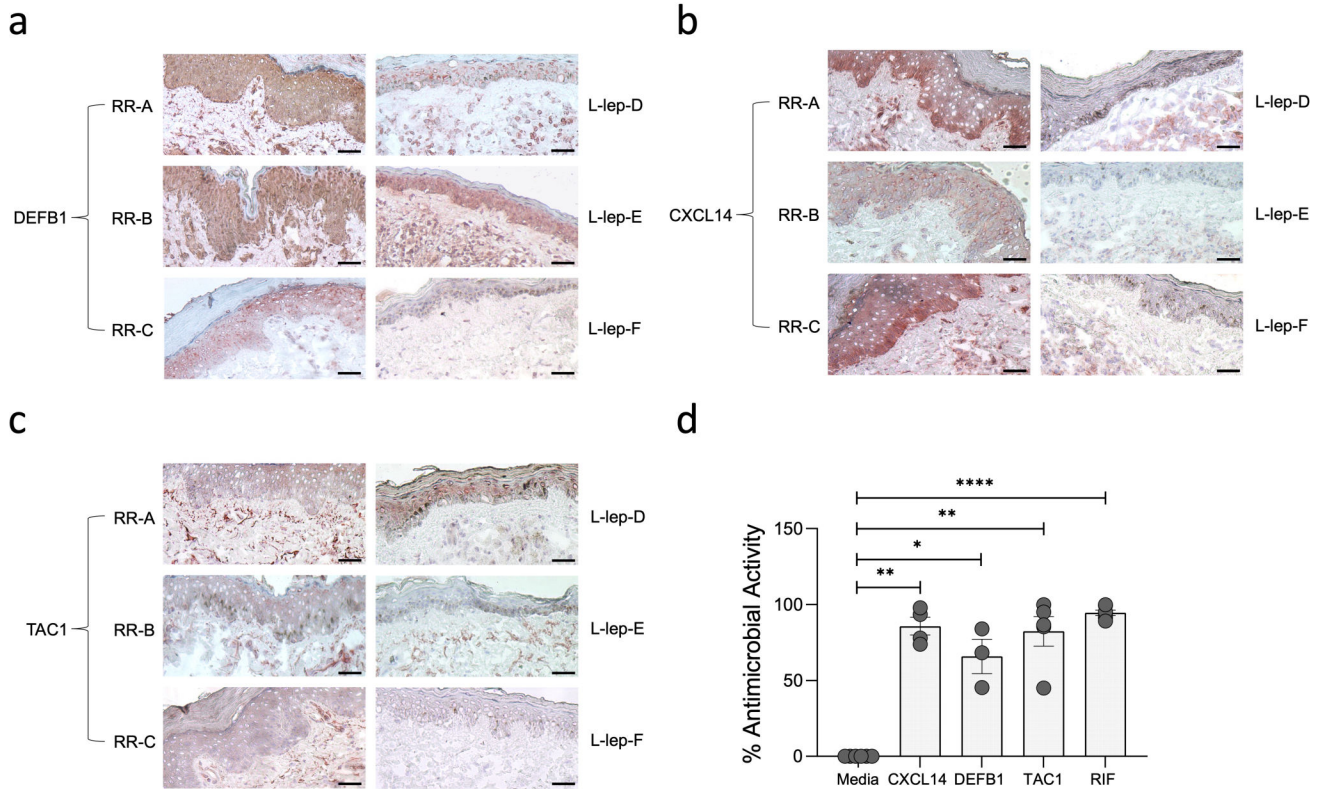 a
RR-A
L-lep-D
DEFB1
RR-B
L-lep-E
RR-C
L-lep-F
b
RR-A
L-lep-D
CXCL14
RR-B
L-lep-E
RR-C
L-lep-F
c
RR-A
L-lep-D
TAC1
RR-B
L-lep-E
RR-C
L-lep-F
d
****
**
*
**
% Antimicrobial Activity
150
100
50
0
Media CXCL14 DEFB1 TAC1 RIF